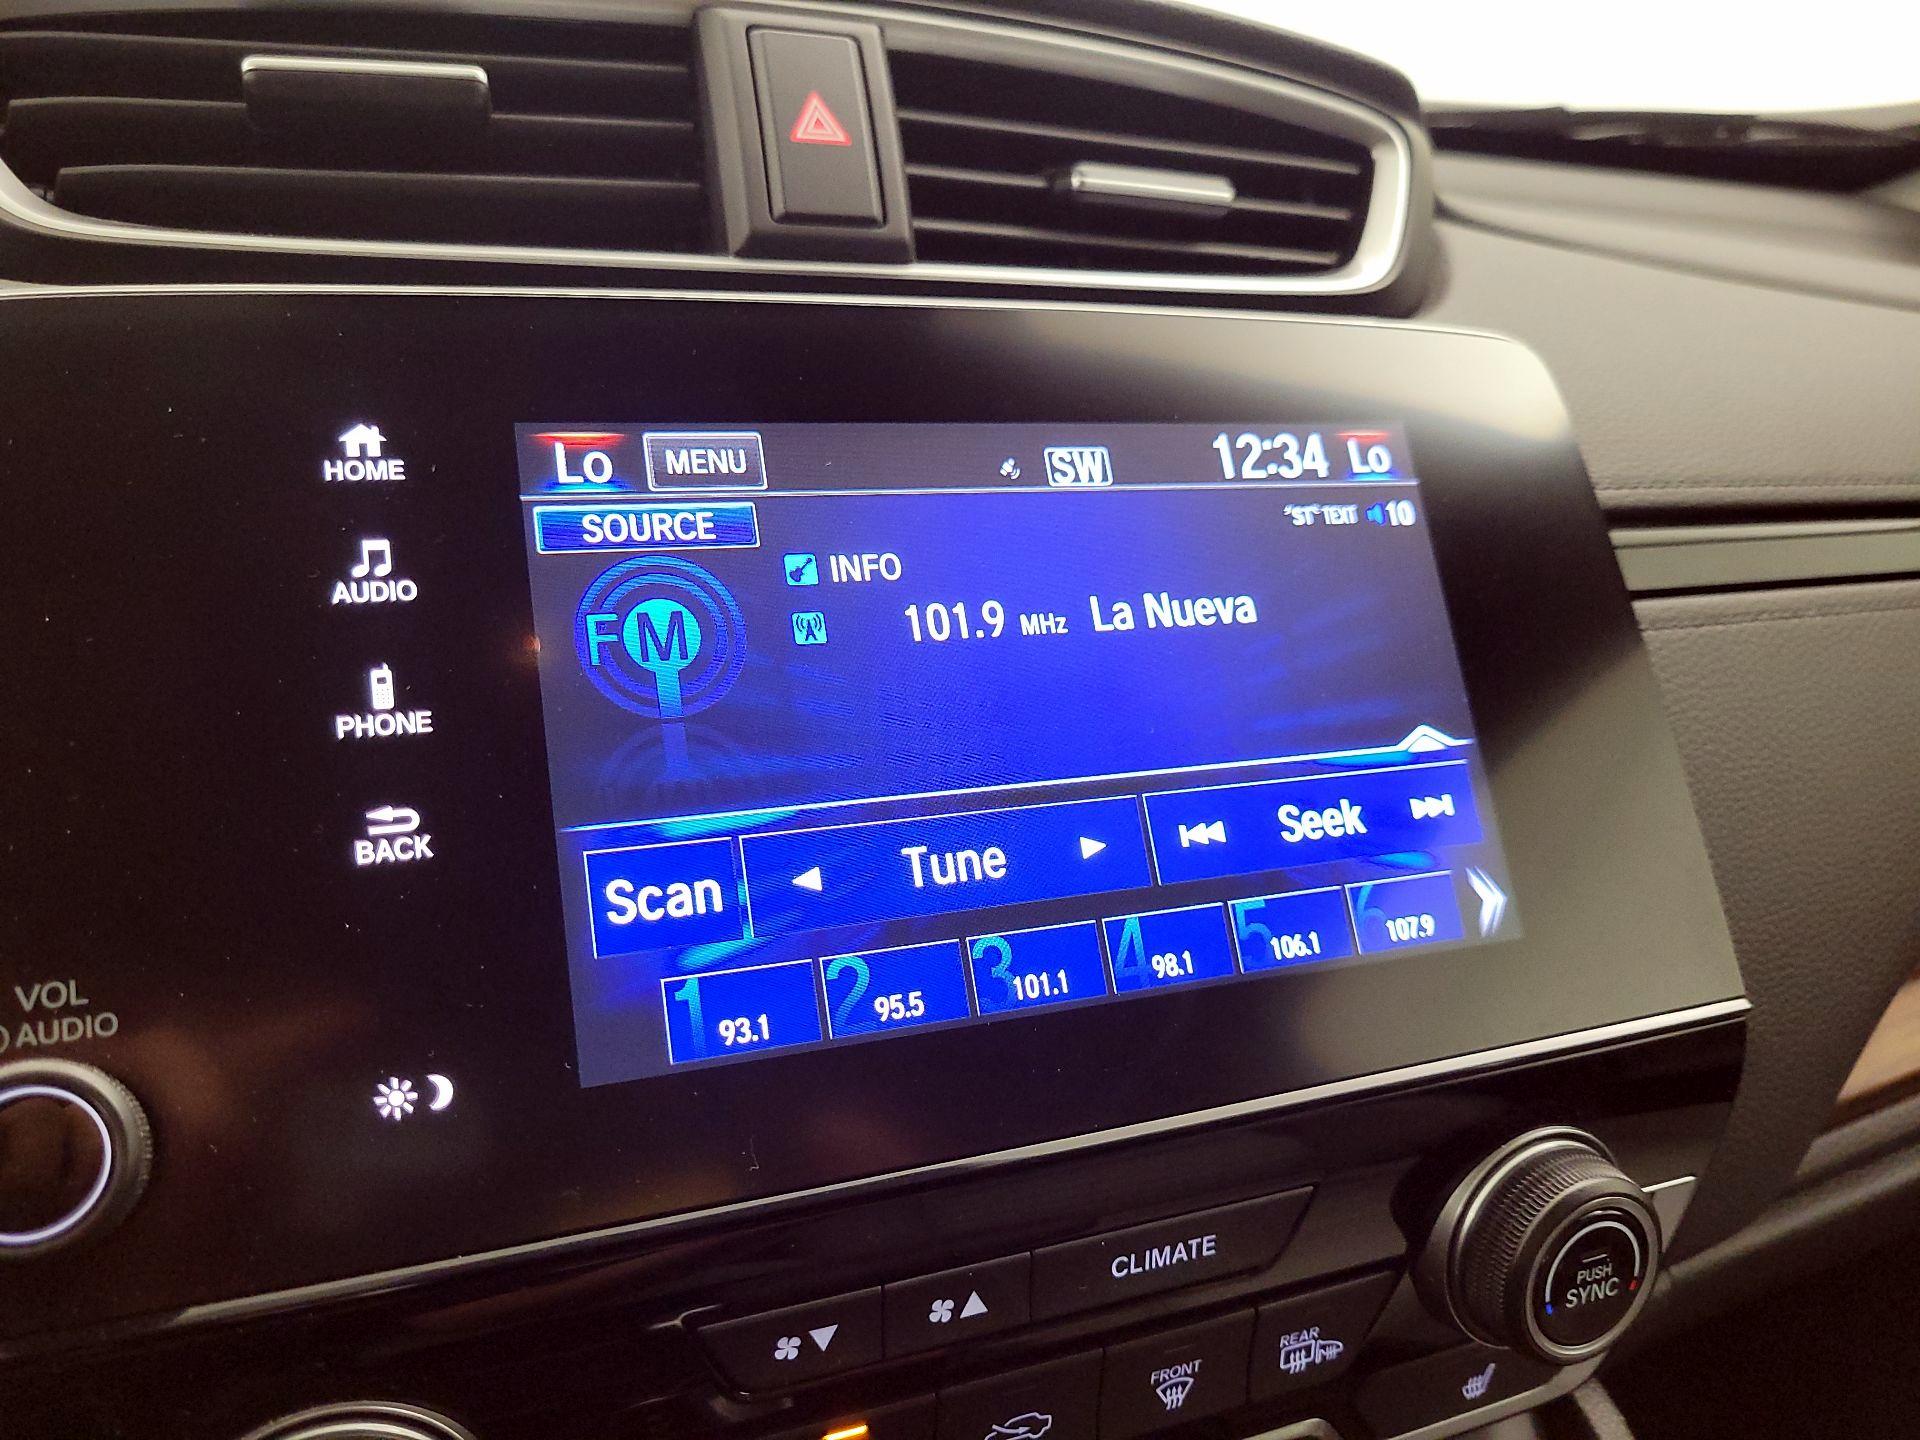 HOME
AUDIO
PHONE
BACK
VOL
AUDIO
Lo MENU SW 12:34 Lo
SOURCE
ST TEXT 10
FM
INFO
101.9 MHz La Nueva
Scan Tune Seek
1 93.1
2 95.5
3 101.1
4 98.1
5 106.1
6 107.9
CLIMATE
PUSH
SYNC
FRONT
REAR